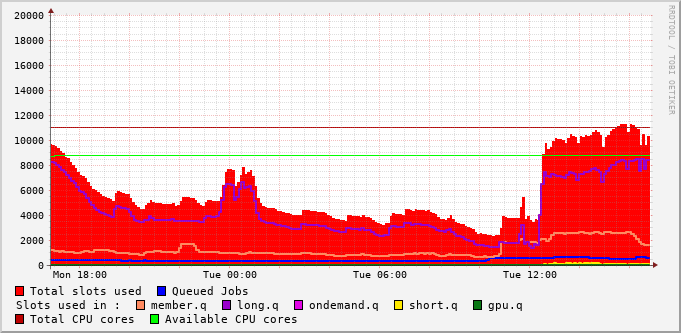 RRDTOOL / TOBI OETIKER
20000
18000
16000
14000
12000
10000
8000
6000
4000
2000
0
Mon 18:00 Tue 00:00 Tue 06:00 Tue 12:00
Total slots used Queued Jobs
Slots used in : member.q long.q ondemand.q short.q gpu.q
Total CPU cores Available CPU cores